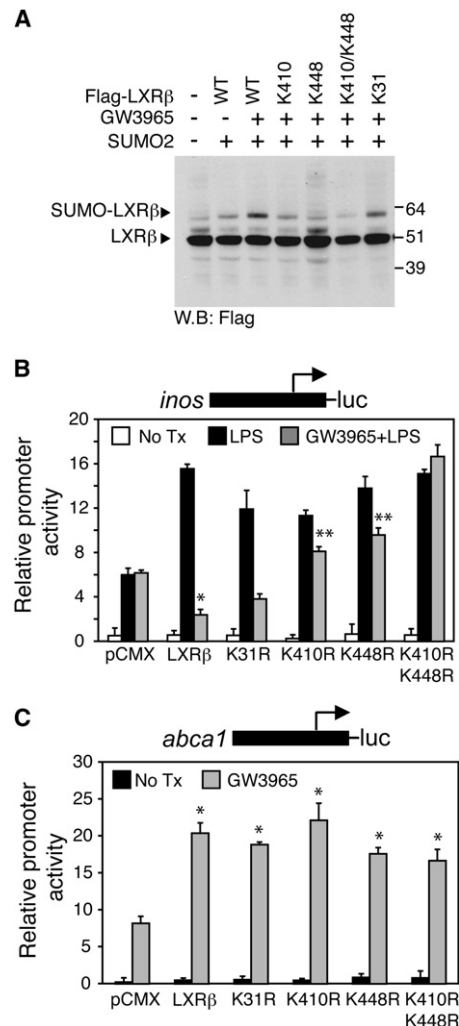 A
Flag-LXRβ - WT WT K410 K448 K410/K448 K31
GW3965 - - + + + + +
SUMO2 - + + + + + +
SUMO-LXRβ
LXRβ
64
51
39
W.B: Flag
B
inos luc
No Tx LPS GW3965+LPS
Relative promoter activity
20
16
12
8
4
0
* ** **
pCMX LXRβ K31R K410R K448R K410R K448R
C
abca1 luc
No Tx GW3965
Relative promoter activity
30
25
20
15
10
5
0
* * * * *
pCMX LXRβ K31R K410R K448R K410R K448R